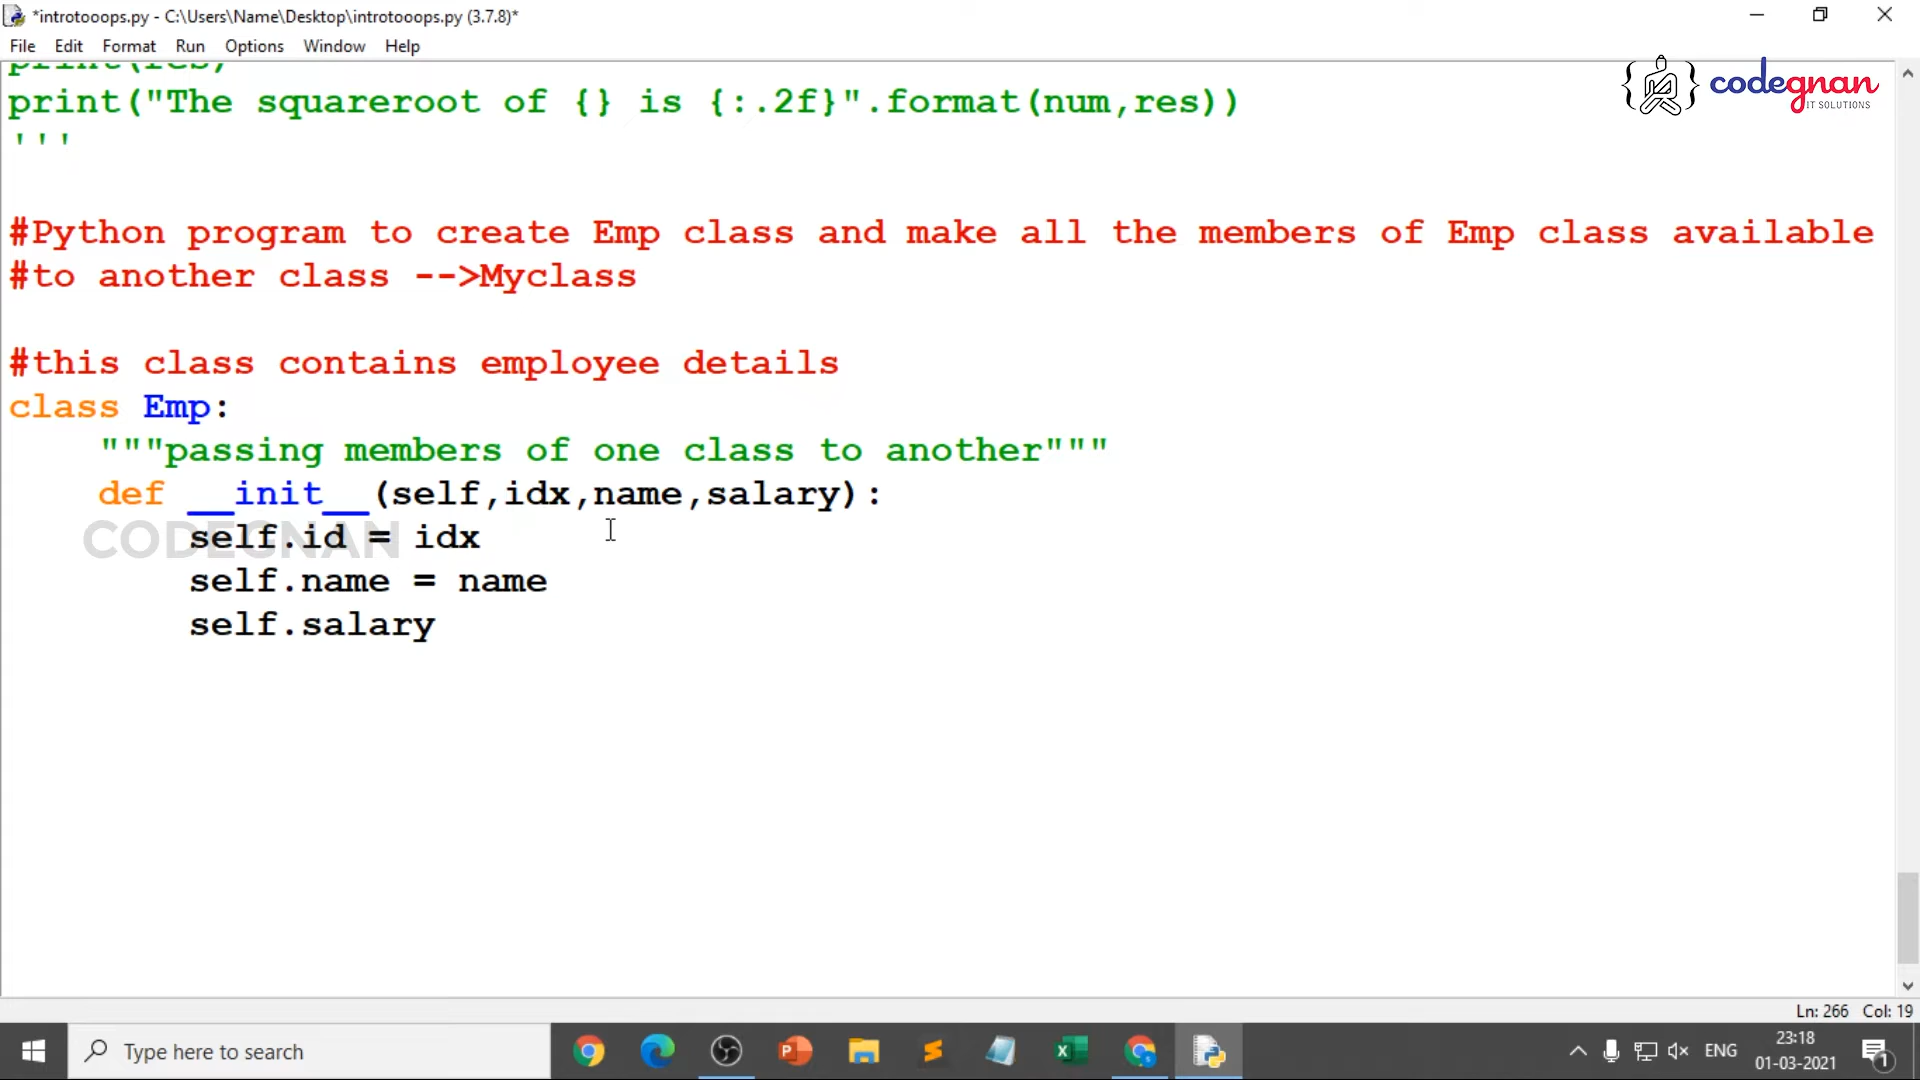 *introtooops.py - C:\Users\Name\Desktop\introtooops.py (3.7.8)*
File Edit Format Run Options Window Help
print(res)
print("The squareroot of {} is {:.2f}".format(num,res))
'''
codegnan
IT SOLUTIONS
#Python program to create Emp class and make all the members of Emp class available
#to another class -->Myclass
#this class contains employee details
class Emp:
"""passing members of one class to another"""
def __init__(self,idx,name,salary):
CODEGNAN
self.id = idx
self.name = name
self.salary
Ln: 266 Col: 19
Type here to search
ENG
23:18
01-03-2021
1